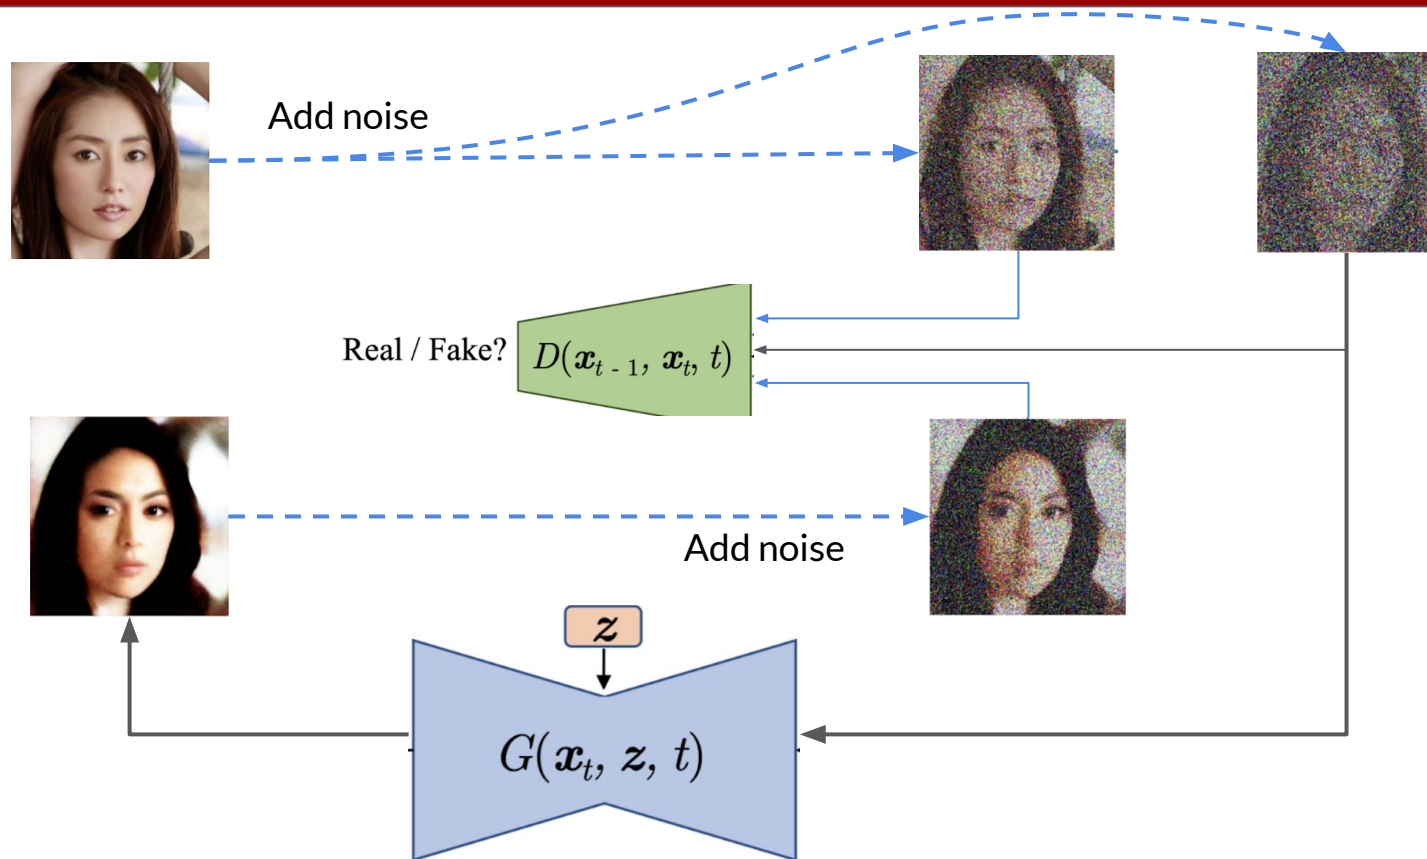 Add noise
Real / Fake?
D(x_{t - 1}, x_t, t)
Add noise
z
G(x_t, z, t)